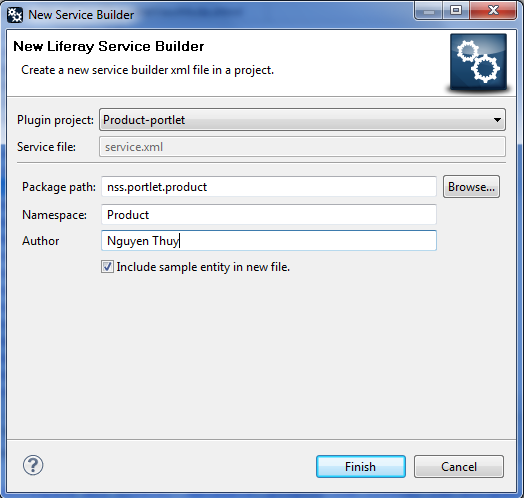 New Service Builder
New Liferay Service Builder
Create a new service builder xml file in a project.
Plugin project: Product-portlet
Service file: service.xml
Package path: nss.portlet.product Browse...
Namespace: Product
Author Nguyen Thuy
Include sample entity in new file.
? Finish Cancel